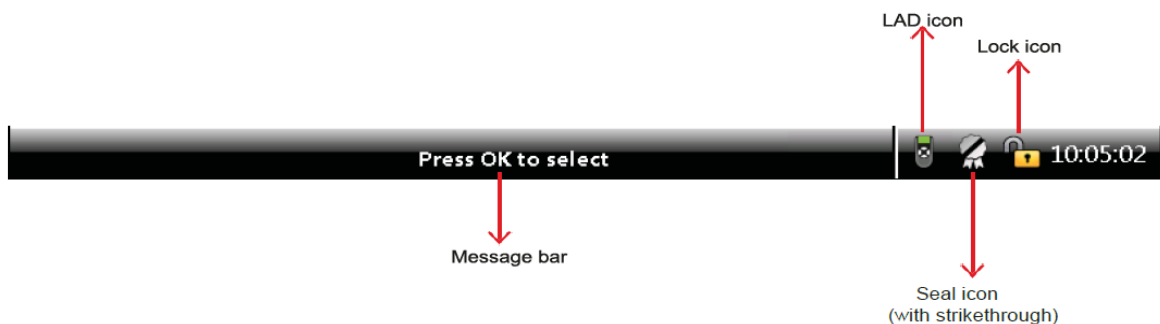 LAD icon
Lock icon
Press OK to select
10:05:02
Message bar
Seal icon
(with strikethrough)